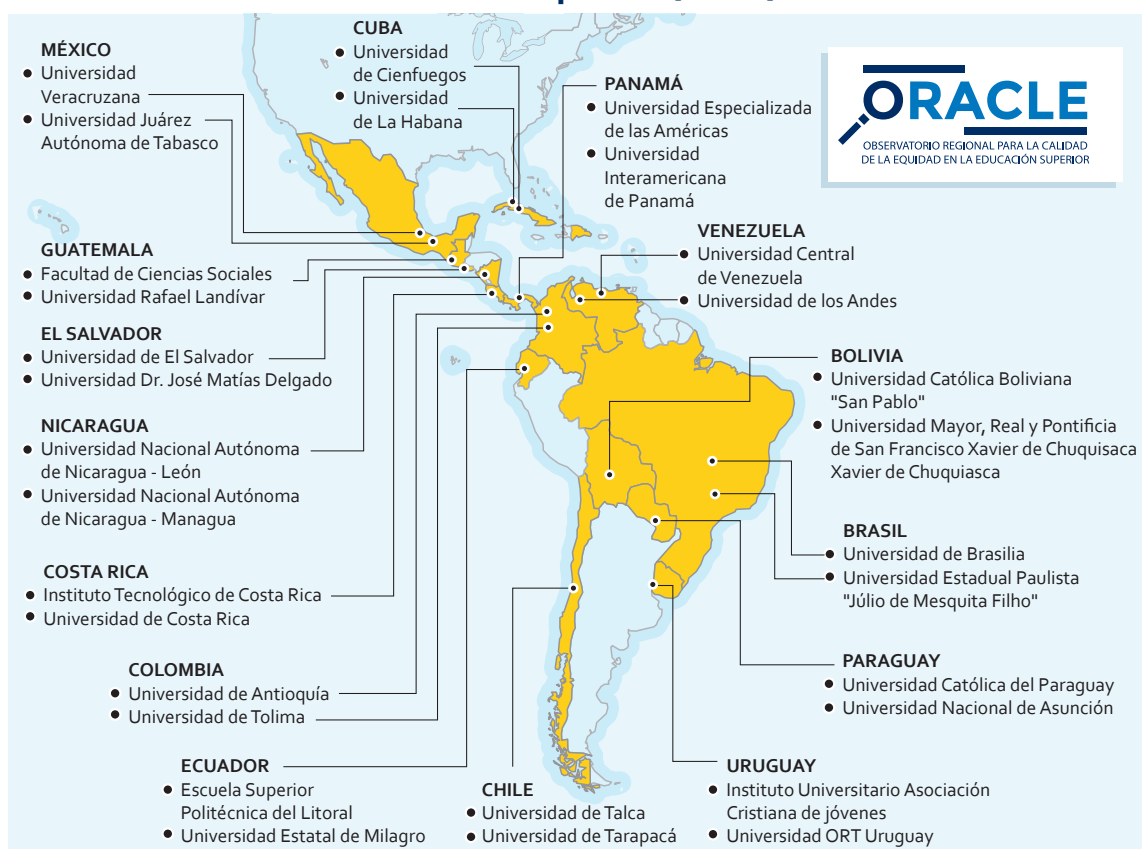 MÉXICO
Universidad
Veracruzana
Universidad Juárez
Autónoma de Tabasco
CUBA
Universidad
de Cienfuegos
Universidad
de La Habana
PANAMÁ
Universidad Especializada
de las Américas
Universidad
Interamericana
de Panamá
ORACLE
OBSERVATORIO REGIONAL PARA LA CALIDAD
DE LA EQUIDAD EN LA EDUCACIÓN SUPERIOR
GUATEMALA
Facultad de Ciencias Sociales
Universidad Rafael Landívar
VENEZUELA
Universidad Central
de Venezuela
Universidad de los Andes
EL SALVADOR
Universidad de El Salvador
Universidad Dr. José Matías Delgado
BOLIVIA
Universidad Católica Boliviana
"San Pablo"
Universidad Mayor, Real y Pontificia
de San Francisco Xavier de Chuquisaca
Xavier de Chuquiasca
NICARAGUA
Universidad Nacional Autónoma
de Nicaragua - León
Universidad Nacional Autónoma
de Nicaragua - Managua
BRASIL
Universidad de Brasilia
Universidad Estadual Paulista
"Júlio de Mesquita Filho"
COSTA RICA
Instituto Tecnológico de Costa Rica
Universidad de Costa Rica
COLOMBIA
Universidad de Antioquía
Universidad de Tolima
PARAGUAY
Universidad Católica del Paraguay
Universidad Nacional de Asunción
ECUADOR
Escuela Superior
Politécnica del Litoral
Universidad Estatal de Milagro
CHILE
Universidad de Talca
Universidad de Tarapacá
URUGUAY
Instituto Universitario Asociación
Cristiana de jóvenes
Universidad ORT Uruguay